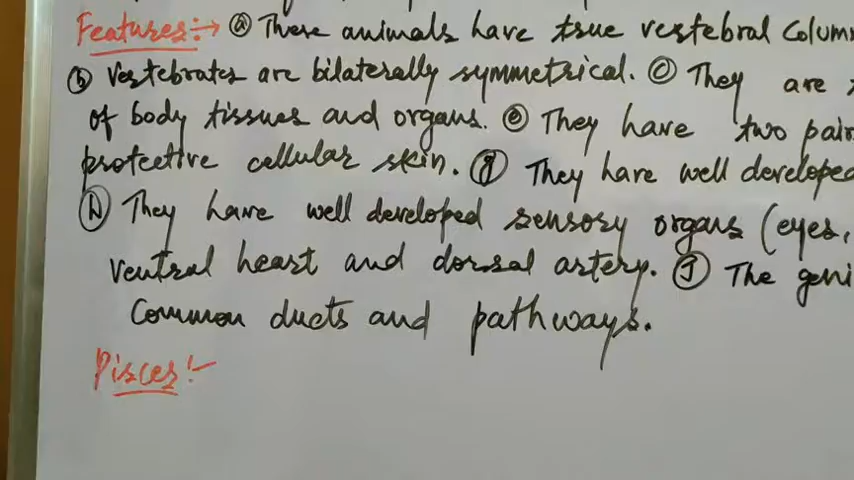 Features:→ ⓐ These animals have true vertebral column
ⓑ Vertebrates are bilaterally symmetrical. ⓒ They are
of body tissues and organs. ⓔ They have two pair
protective cellular skin. ⓖ They have well developed
ⓗ They have well developed sensory organs (eyes,
ventral heart and dorsal artery. ⓙ The geni
Common ducts and pathways.
Pisces:-